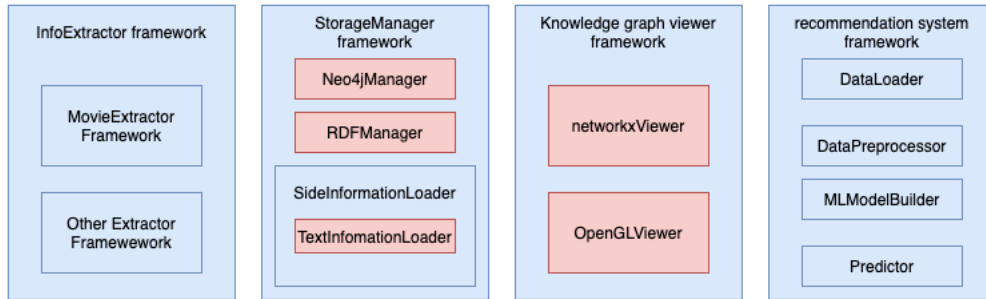 InfoExtractor framework
MovieExtractor
Framework
Other Extractor
Framewework
StorageManager
framework
Neo4jManager
RDFManager
SideInformationLoader
TextInfomationLoader
Knowledge graph viewer
framework
networkxViewer
OpenGLViewer
recommendation system
framework
DataLoader
DataPreprocessor
MLModelBuilder
Predictor